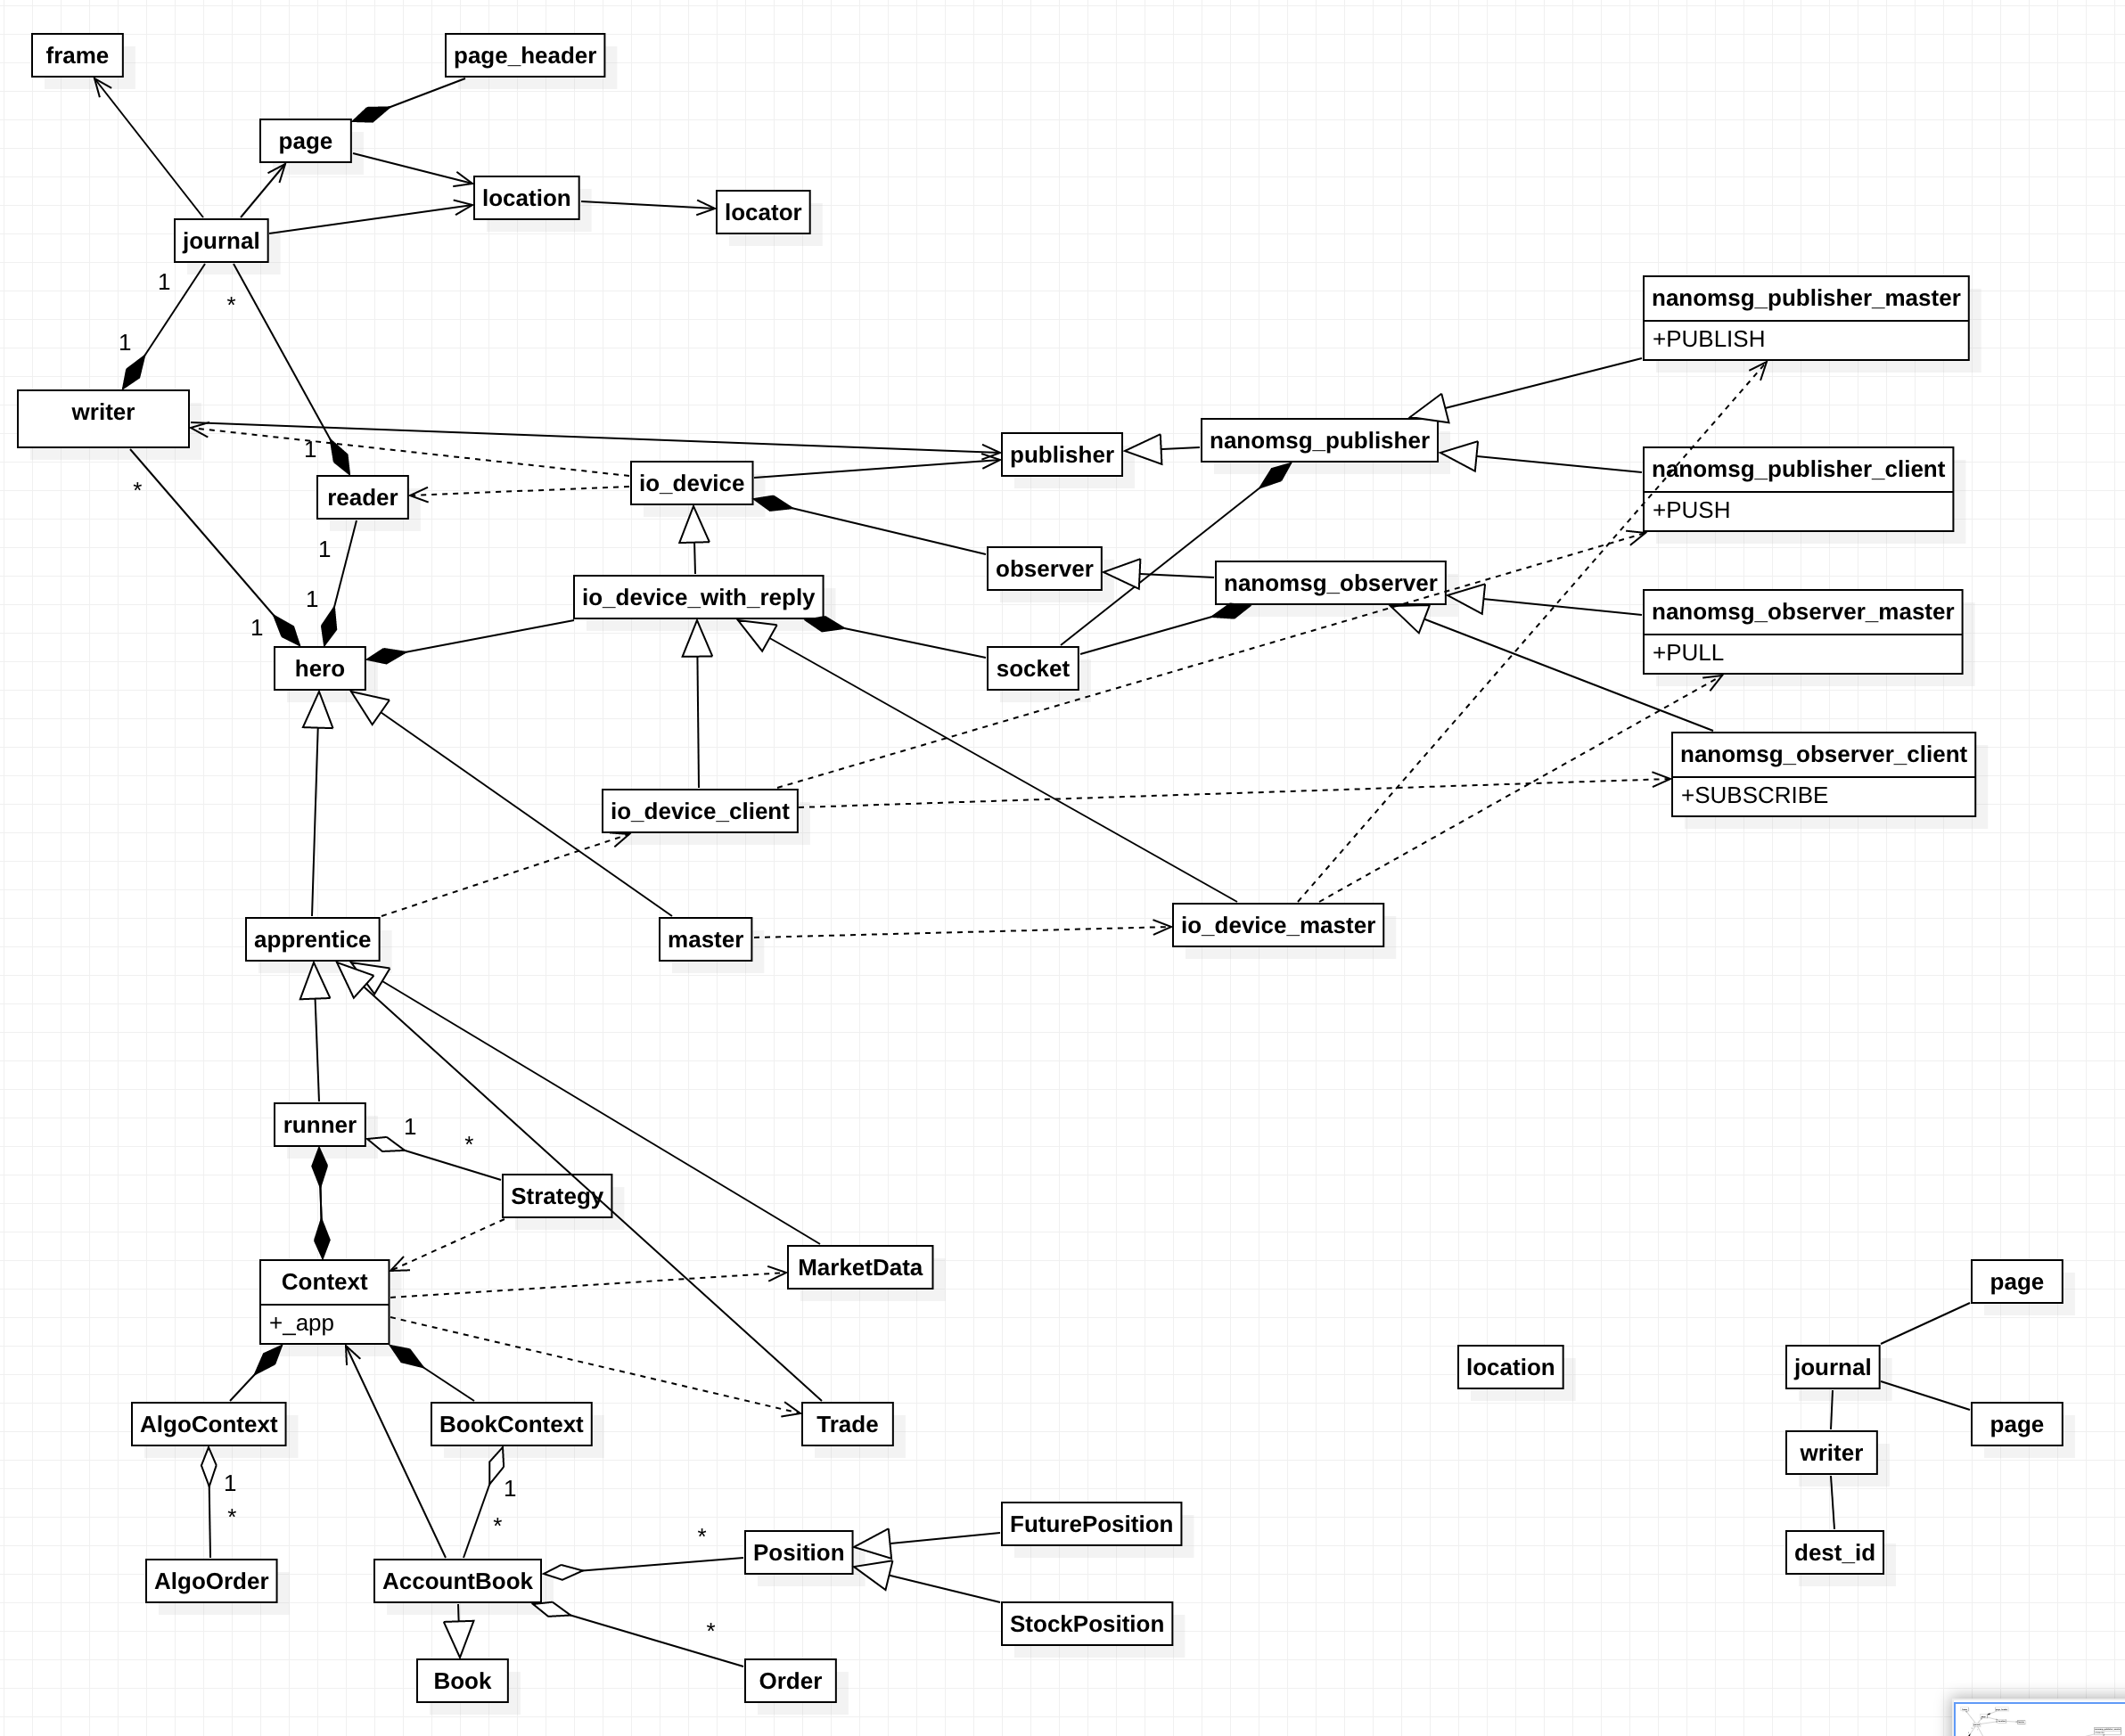 frame
page_header
page
location
locator
journal
1
*
nanomsg_publisher_master
+PUBLISH
1
writer
1
publisher
nanomsg_publisher
nanomsg_publisher_client
+PUSH
*
reader
io_device
1
observer
nanomsg_observer
1
io_device_with_reply
nanomsg_observer_master
+PULL
1
hero
socket
nanomsg_observer_client
+SUBSCRIBE
io_device_client
apprentice
master
io_device_master
runner
1
*
Strategy
MarketData
Context
+_app
page
location
journal
AlgoContext
BookContext
Trade
page
writer
1
1
*
*
*
FuturePosition
Position
dest_id
AlgoOrder
AccountBook
StockPosition
*
Book
Order